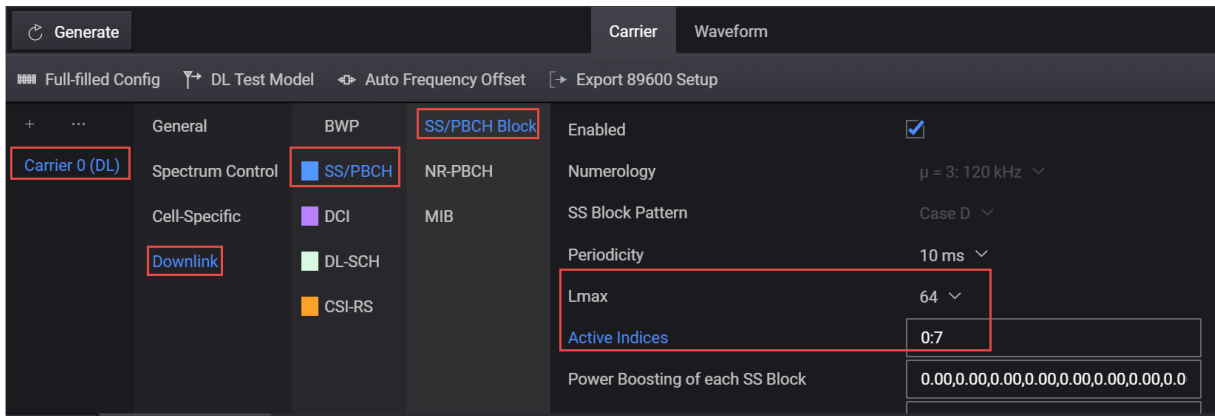 Generate
Carrier Waveform
Full-filled Config DL Test Model Auto Frequency Offset Export 89600 Setup
+ ... General BWP SS/PBCH Block Enabled
Carrier 0 (DL) Spectrum Control SS/PBCH NR-PBCH Numerology μ = 3: 120 kHz
Cell-Specific DCI MIB SS Block Pattern Case D
Downlink DL-SCH Periodicity 10 ms
CSI-RS Lmax 64
Active Indices 0:7
Power Boosting of each SS Block 0.00,0.00,0.00,0.00,0.00,0.00,0.00,0.0